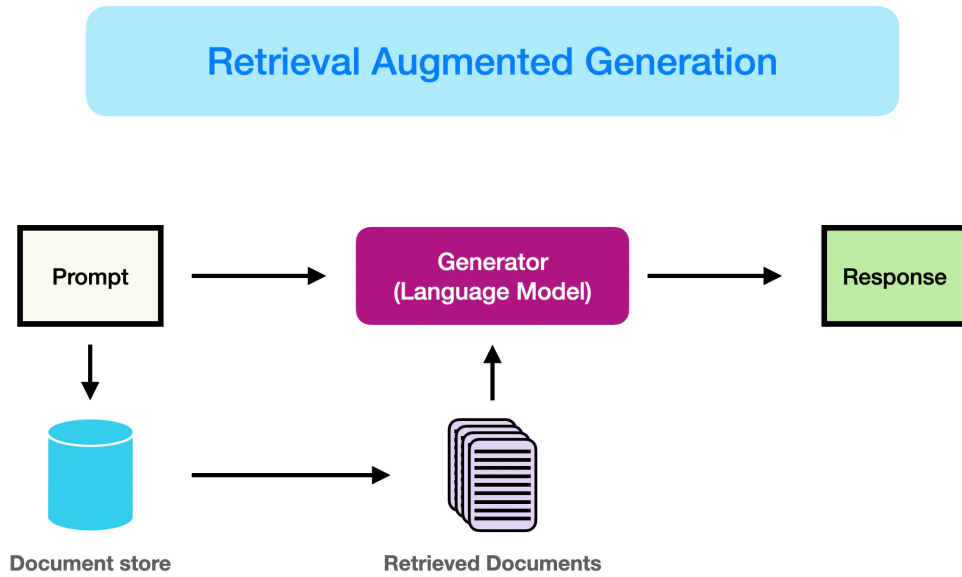 Retrieval Augmented Generation
Prompt
Generator
(Language Model)
Response
Document store
Retrieved Documents